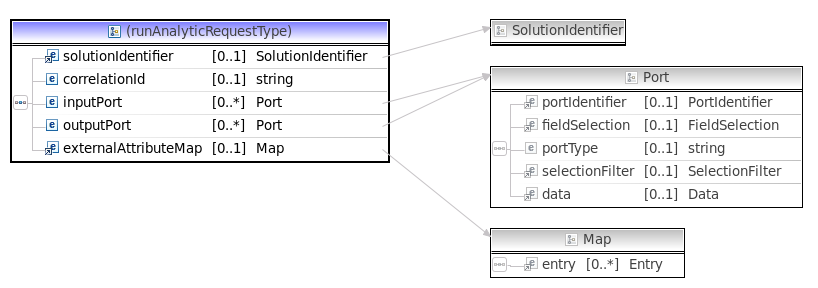 (runAnalyticRequestType)
solutionIdentifier [0..1] SolutionIdentifier
correlationId [0..1] string
inputPort [0..*] Port
outputPort [0..*] Port
externalAttributeMap [0..1] Map
SolutionIdentifier
Port
portIdentifier [0..1] PortIdentifier
fieldSelection [0..1] FieldSelection
portType [0..1] string
selectionFilter [0..1] SelectionFilter
data [0..1] Data
Map
entry [0..*] Entry